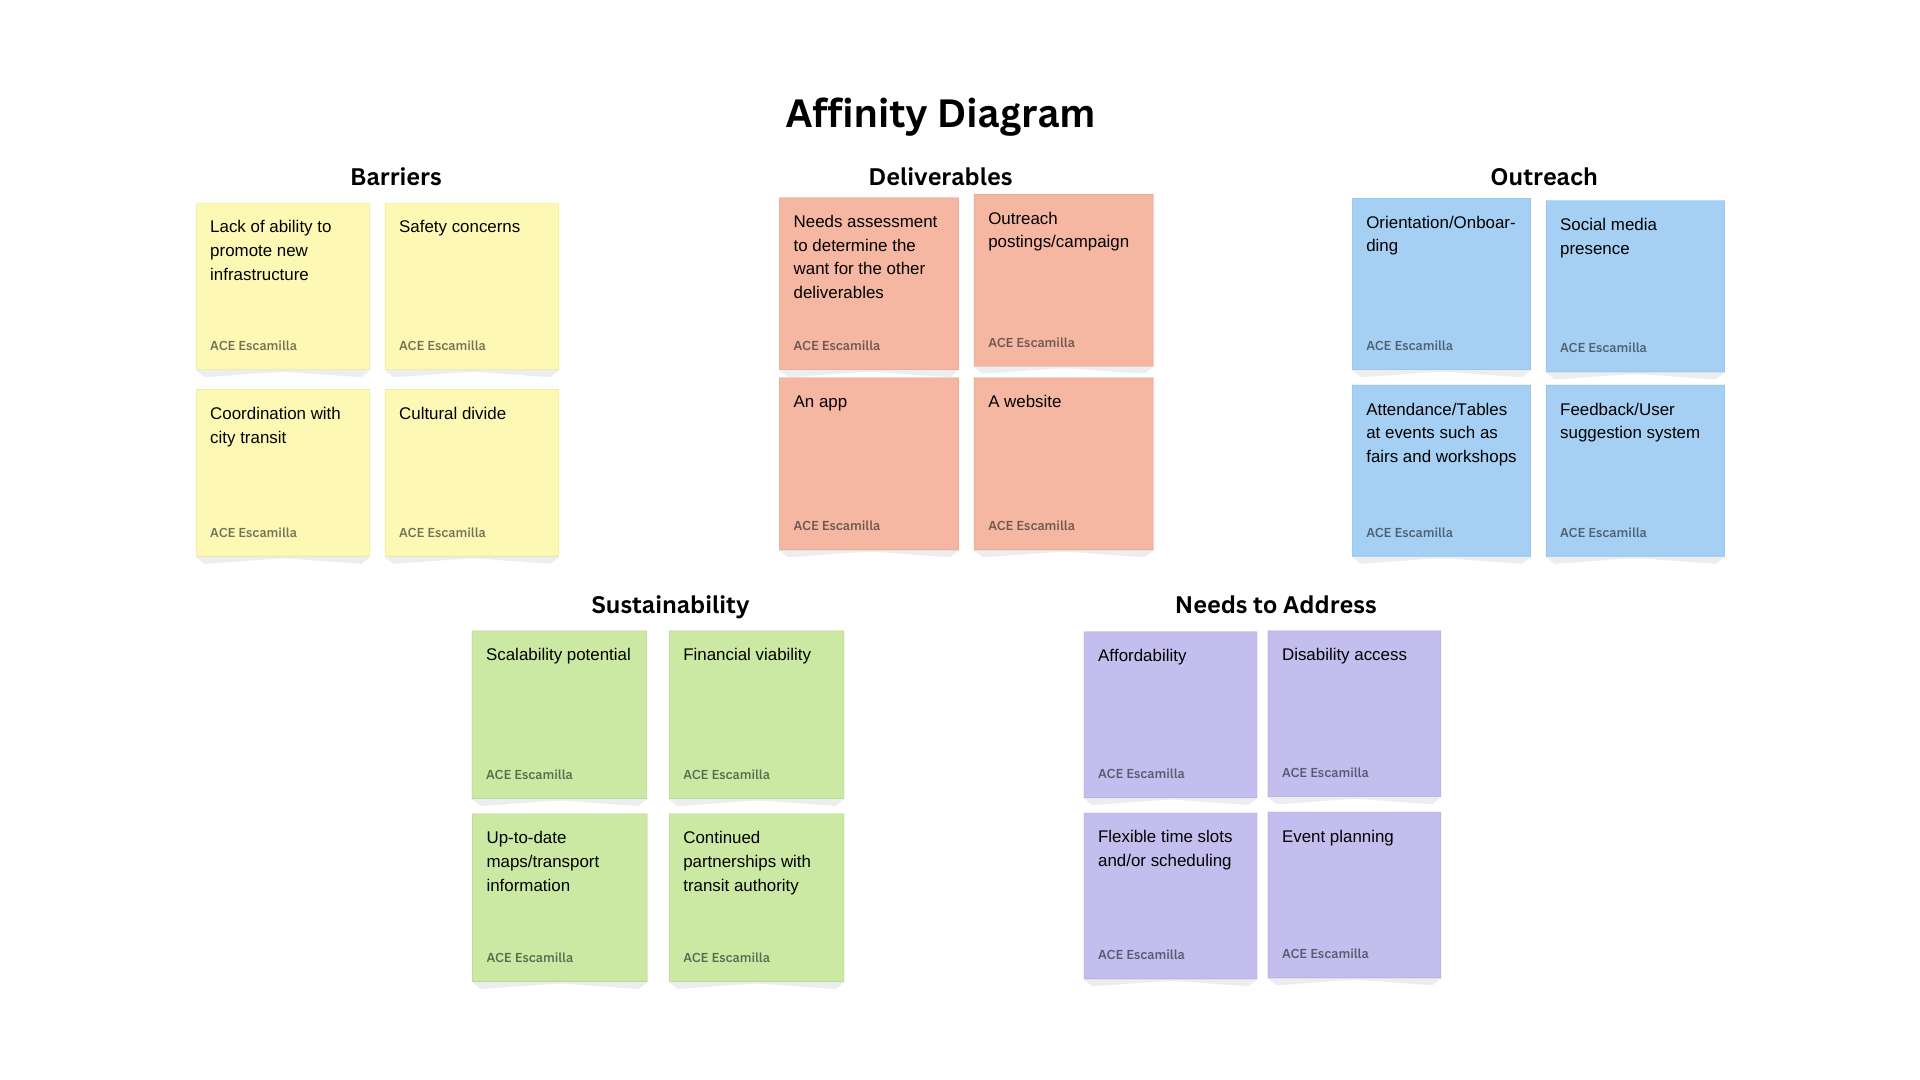 Affinity Diagram
Barriers
Lack of ability to
promote new
infrastructure
ACE Escamilla
Safety concerns
ACE Escamilla
Coordination with
city transit
ACE Escamilla
Cultural divide
ACE Escamilla
Deliverables
Needs assessment
to determine the
want for the other
deliverables
ACE Escamilla
Outreach
postings/campaign
ACE Escamilla
An app
ACE Escamilla
A website
ACE Escamilla
Outreach
Orientation/Onboar-
ding
ACE Escamilla
Social media
presence
ACE Escamilla
Attendance/Tables
at events such as
fairs and workshops
ACE Escamilla
Feedback/User
suggestion system
ACE Escamilla
Sustainability
Scalability potential
ACE Escamilla
Financial viability
ACE Escamilla
Up-to-date
maps/transport
information
ACE Escamilla
Continued
partnerships with
transit authority
ACE Escamilla
Needs to Address
Affordability
ACE Escamilla
Disability access
ACE Escamilla
Flexible time slots
and/or scheduling
ACE Escamilla
Event planning
ACE Escamilla